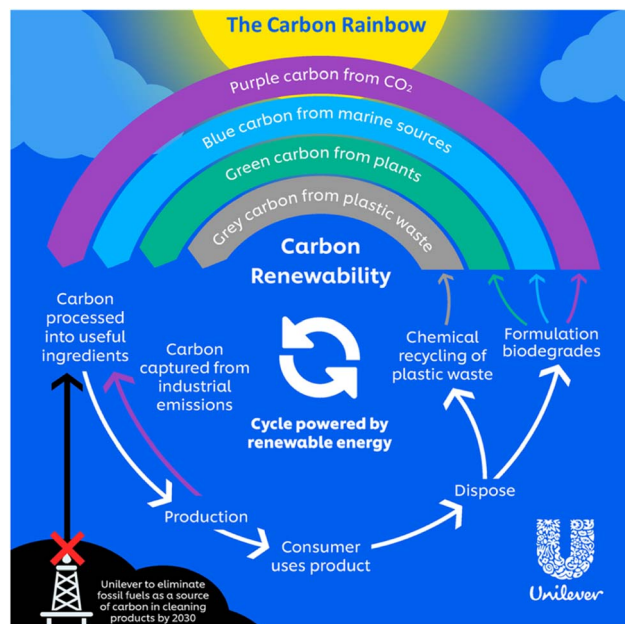 The Carbon Rainbow
Purple carbon from CO₂
Blue carbon from marine sources
Green carbon from plants
Grey carbon from plastic waste
Carbon
Renewability
Carbon
processed
into useful
ingredients
Carbon
captured from
industrial
emissions
Cycle powered by
renewable energy
Chemical
recycling of
plastic waste
Formulation
biodegrades
Production
Consumer
uses product
Dispose
Unilever to eliminate
fossil fuels as a source
of carbon in cleaning
products by 2030
Unilever